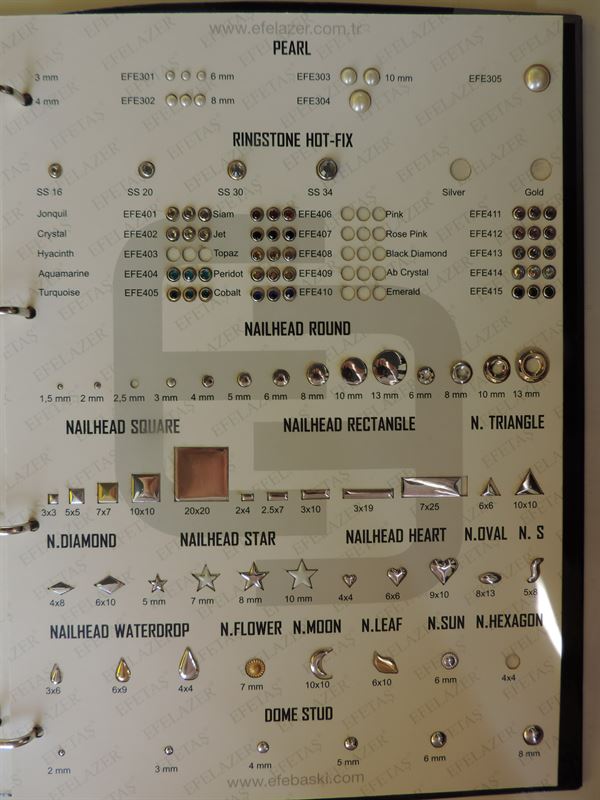 www.efelazer.com.tr
PEARL
3 mm EFE301 6 mm EFE303 10 mm EFE305
4 mm EFE302 8 mm EFE304
RINGSTONE HOT-FIX
SS 16 SS 20 SS 30 SS 34 Silver Gold
Jonquil EFE401 Siam EFE406 Pink EFE411
Crystal EFE402 Jet EFE407 Rose Pink EFE412
Hyacinth EFE403 Topaz EFE408 Black Diamond EFE413
Aquamarine EFE404 Peridot EFE409 Ab Crystal EFE414
Turquoise EFE405 Cobalt EFE410 Emerald EFE415
NAILHEAD ROUND
1,5 mm 2 mm 2,5 mm 3 mm 4 mm 5 mm 6 mm 8 mm 10 mm 13 mm 6 mm 8 mm 10 mm 13 mm
NAILHEAD SQUARE NAILHEAD RECTANGLE N. TRIANGLE
3x3 5x5 7x7 10x10 20x20 2x4 2.5x7 3x10 3x19 7x25 6x6 10x10
N.DIAMOND NAILHEAD STAR NAILHEAD HEART N.OVAL N. S
4x8 6x10 5 mm 7 mm 8 mm 10 mm 4x4 6x6 9x10 8x13 5x8
NAILHEAD WATERDROP N.FLOWER N.MOON N.LEAF N.SUN N.HEXAGON
3x6 6x9 4x4 7 mm 10x10 6x10 6 mm 4x4
DOME STUD
2 mm 3 mm 4 mm 5 mm 6 mm 8 mm
www.efebaski.com